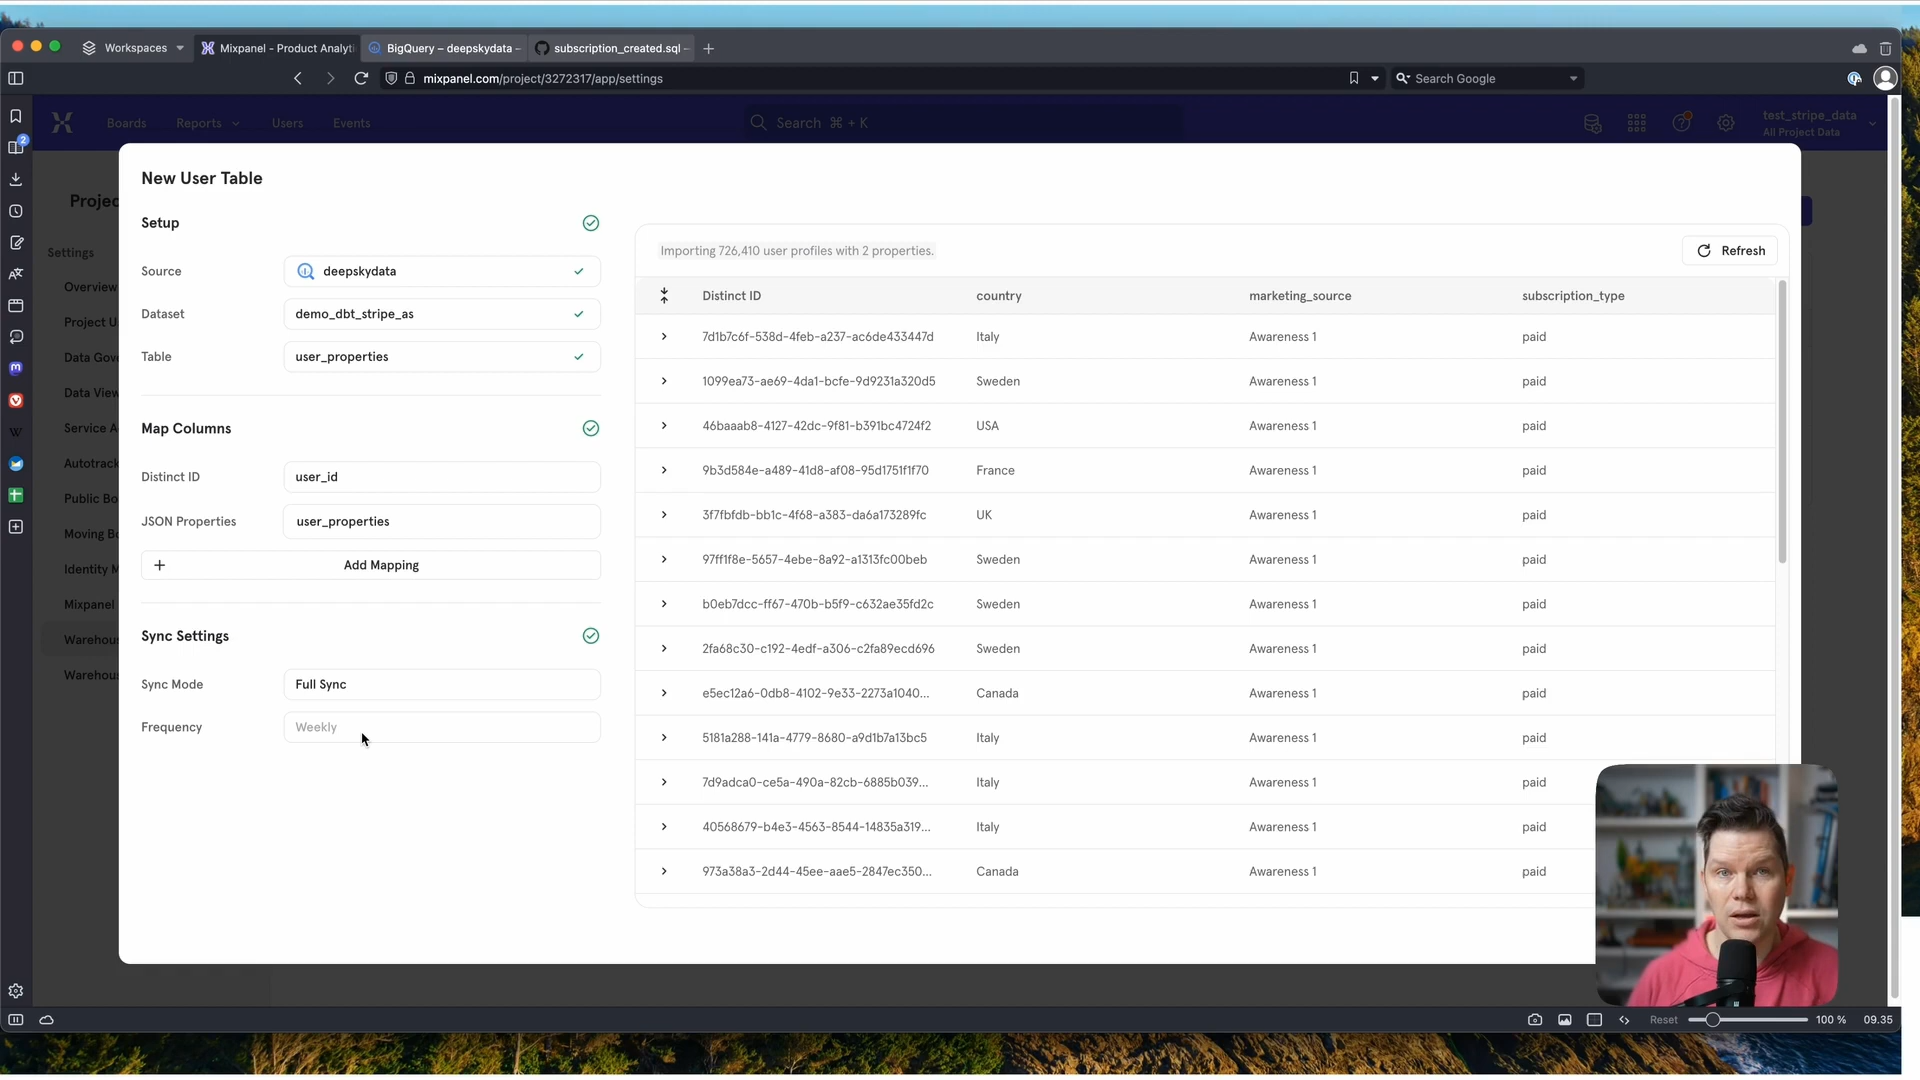 Workspaces
Mixpanel - Product Analyti
BigQuery – deepskydata -
subscription_created.sql -
mixpanel.com/project/3272317/app/settings
Search Google
Boards
Reports
Users
Events
Search ⌘ + K
test_stripe_data
All Project Data
2
Projec
Settings
Overview
Project U
Data Gov
Data View
Service A
Autotrack
Public Bo
Moving Bo
Identity M
Mixpanel
Warehou
Warehou
New User Table
Setup
Source
deepskydata
Dataset
demo_dbt_stripe_as
Table
user_properties
Map Columns
Distinct ID
user_id
JSON Properties
user_properties
+ Add Mapping
Sync Settings
Sync Mode
Full Sync
Frequency
Weekly
Importing 726,410 user profiles with 2 properties.
Refresh
Distinct ID country marketing_source subscription_type
7d1b7c6f-538d-4feb-a237-ac6de433447d Italy Awareness 1 paid
1099ea73-ae69-4da1-bcfe-9d9231a320d5 Sweden Awareness 1 paid
46baaab8-4127-42dc-9f81-b391bc4724f2 USA Awareness 1 paid
9b3d584e-a489-41d8-af08-95d1751f1f70 France Awareness 1 paid
3f7fbfdb-bb1c-4f68-a383-da6a173289fc UK Awareness 1 paid
97ff1f8e-5657-4ebe-8a92-a1313fc00beb Sweden Awareness 1 paid
b0eb7dcc-ff67-470b-b5f9-c632ae35fd2c Sweden Awareness 1 paid
2fa68c30-c192-4edf-a306-c2fa89ecd696 Sweden Awareness 1 paid
e5ec12a6-0db8-4102-9e33-2273a1040... Canada Awareness 1 paid
5181a288-141a-4779-8680-a9d1b7a13bc5 Italy Awareness 1 paid
7d9adca0-ce5a-490a-82cb-6885b039... Italy Awareness 1 paid
40568679-b4e3-4563-8544-14835a319... Italy Awareness 1 paid
973a38a3-2d44-45ee-aae5-2847ec350... Canada Awareness 1 paid
Reset
100 %
09.35